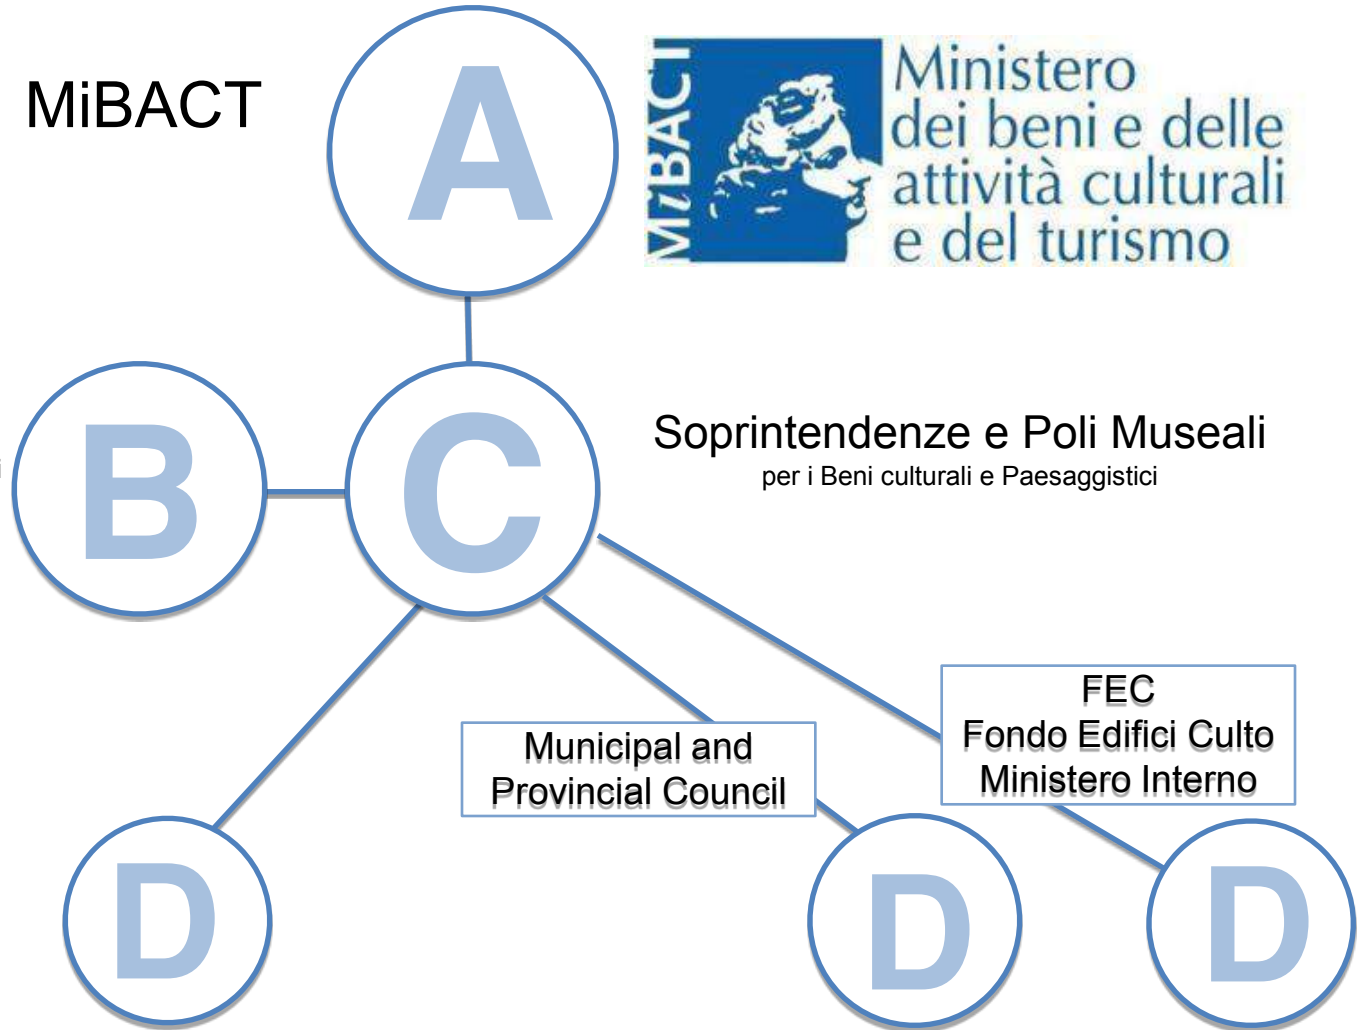 MiBACT
A
MiBACT
Ministero
dei beni e delle
attività culturali
e del turismo
B
C
Soprintendenze e Poli Museali
per i Beni culturali e Paesaggistici
Municipal and
Provincial Council
FEC
Fondo Edifici Culto
Ministero Interno
D
D
D